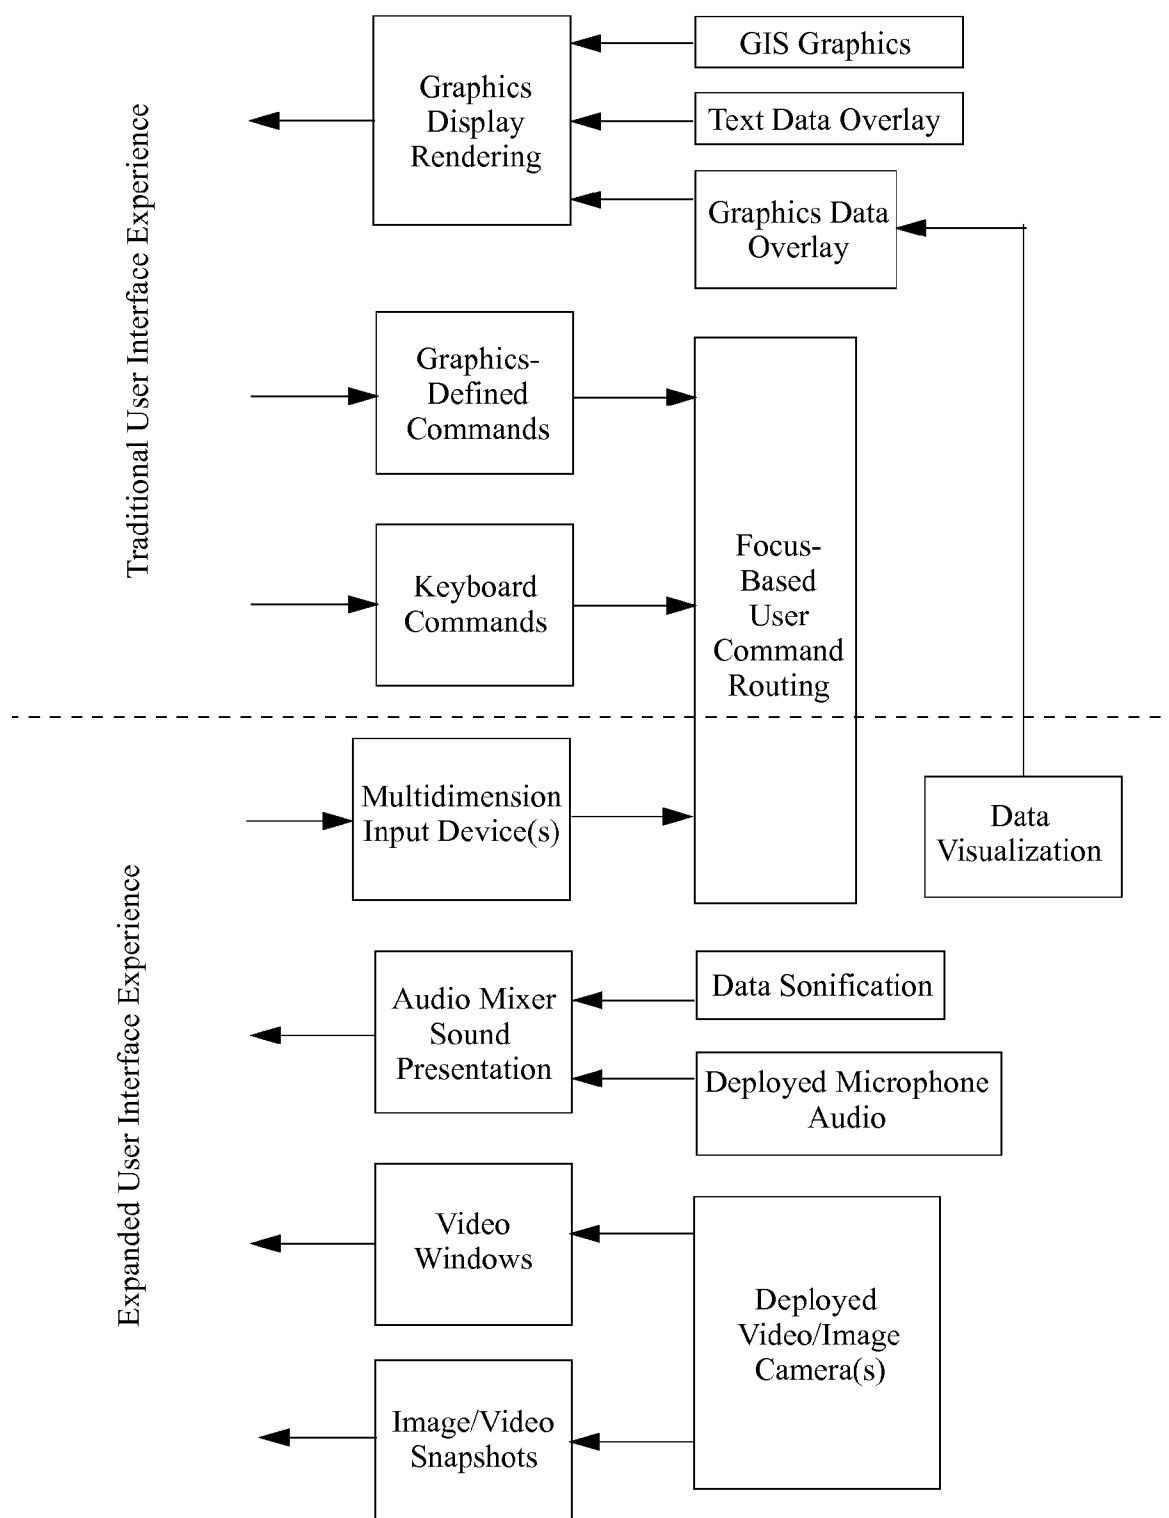 Traditional User Interface Experience
Graphics
Display
Rendering
GIS Graphics
Text Data Overlay
Graphics Data
Overlay
Graphics-
Defined
Commands
Keyboard
Commands
Focus-
Based
User
Command
Routing
Expanded User Interface Experience
Multidimension
Input Device(s)
Data
Visualization
Audio Mixer
Sound
Presentation
Data Sonification
Deployed Microphone
Audio
Video
Windows
Deployed
Video/Image
Camera(s)
Image/Video
Snapshots